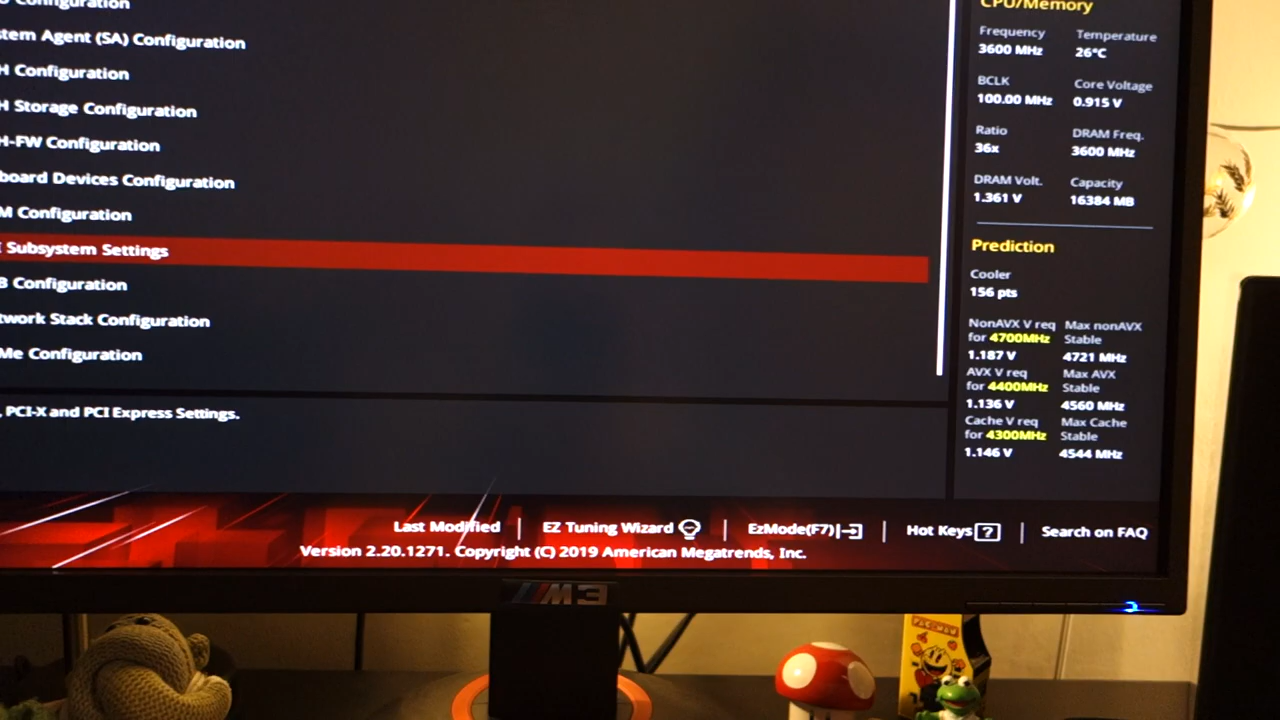 Configuration
stem Agent (SA) Configuration
H Configuration
H Storage Configuration
H-FW Configuration
board Devices Configuration
M Configuration
I Subsystem Settings
B Configuration
twork Stack Configuration
Me Configuration
, PCI-X and PCI Express Settings.
CPU/Memory
Frequency Temperature
3600 MHz 26°C
BCLK Core Voltage
100.00 MHz 0.915 V
Ratio DRAM Freq.
36x 3600 MHz
DRAM Volt. Capacity
1.361 V 16384 MB
Prediction
Cooler
156 pts
NonAVX V req Max nonAVX
for 4700MHz Stable
1.187 V 4721 MHz
AVX V req Max AVX
for 4400MHz Stable
1.136 V 4560 MHz
Cache V req Max Cache
for 4300MHz Stable
1.146 V 4544 MHz
Last Modified | EZ Tuning Wizard | EzMode(F7) | Hot Keys ? | Search on FAQ
Version 2.20.1271. Copyright (C) 2019 American Megatrends, Inc.
M3
PAC-MAN